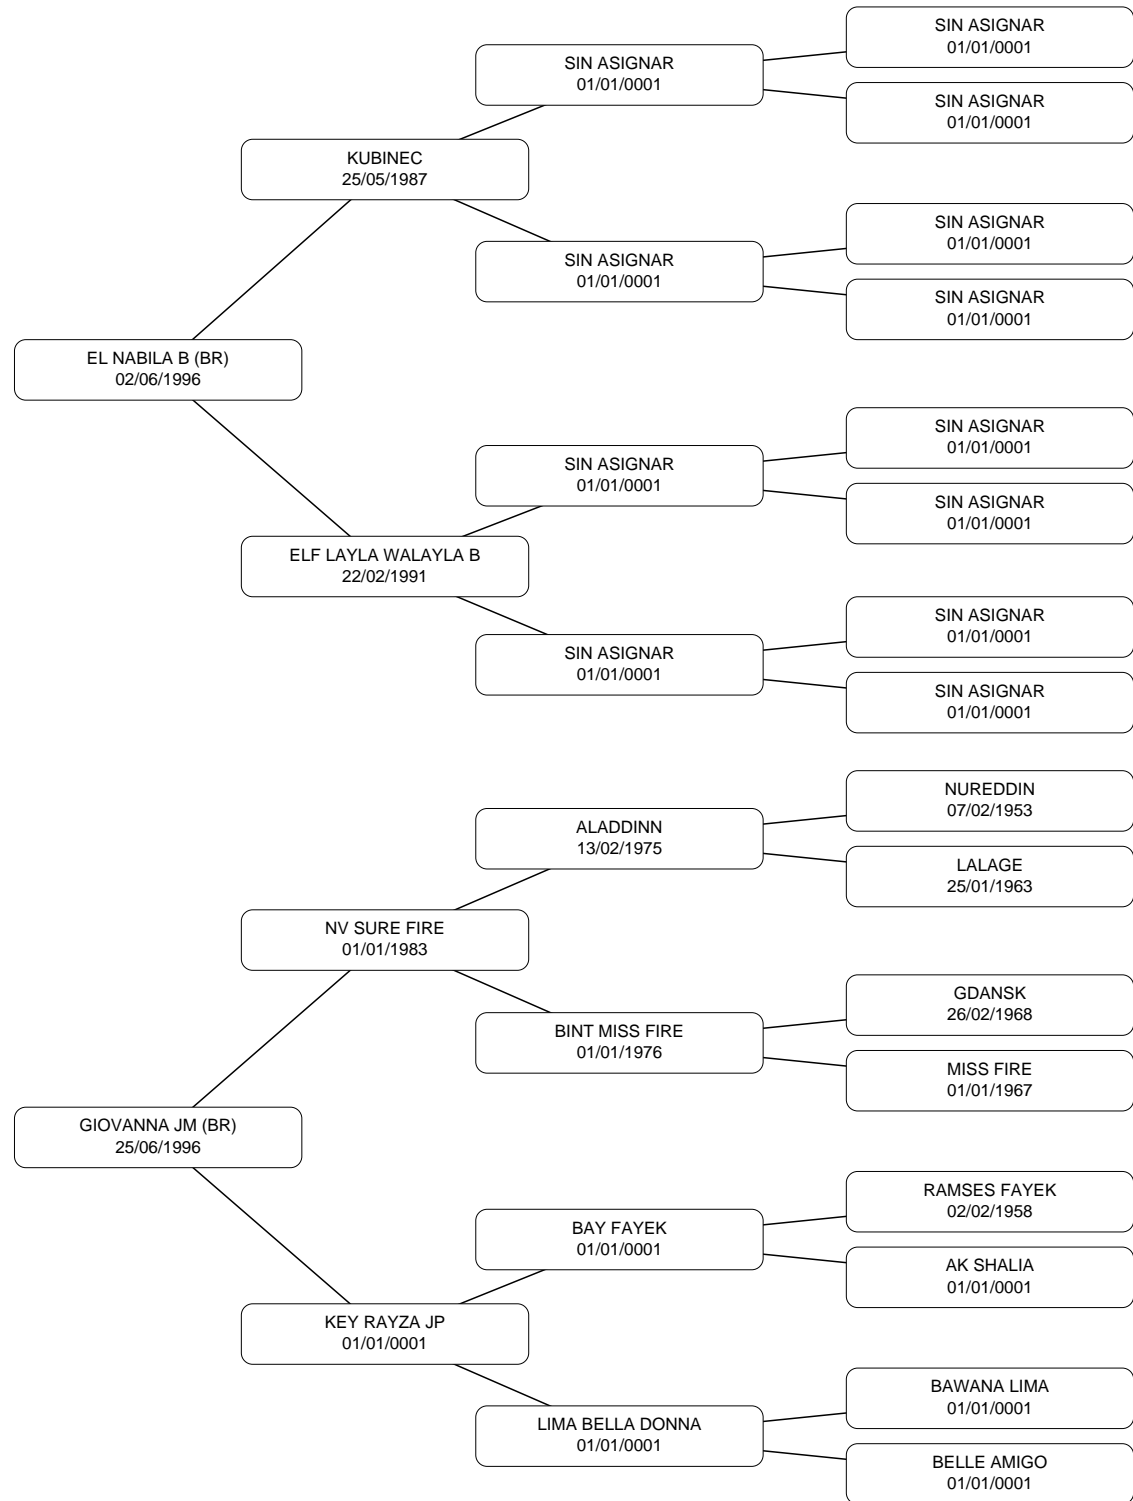 SIN ASIGNAR
01/01/0001
SIN ASIGNAR
01/01/0001
SIN ASIGNAR
01/01/0001
KUBINEC
25/05/1987
SIN ASIGNAR
01/01/0001
SIN ASIGNAR
01/01/0001
SIN ASIGNAR
01/01/0001
EL NABILA B (BR)
02/06/1996
SIN ASIGNAR
01/01/0001
SIN ASIGNAR
01/01/0001
SIN ASIGNAR
01/01/0001
ELF LAYLA WALAYLA B
22/02/1991
SIN ASIGNAR
01/01/0001
SIN ASIGNAR
01/01/0001
SIN ASIGNAR
01/01/0001
NUREDDIN
07/02/1953
ALADDINN
13/02/1975
LALAGE
25/01/1963
NV SURE FIRE
01/01/1983
GDANSK
26/02/1968
BINT MISS FIRE
01/01/1976
MISS FIRE
01/01/1967
GIOVANNA JM (BR)
25/06/1996
RAMSES FAYEK
02/02/1958
BAY FAYEK
01/01/0001
AK SHALIA
01/01/0001
KEY RAYZA JP
01/01/0001
BAWANA LIMA
01/01/0001
LIMA BELLA DONNA
01/01/0001
BELLE AMIGO
01/01/0001